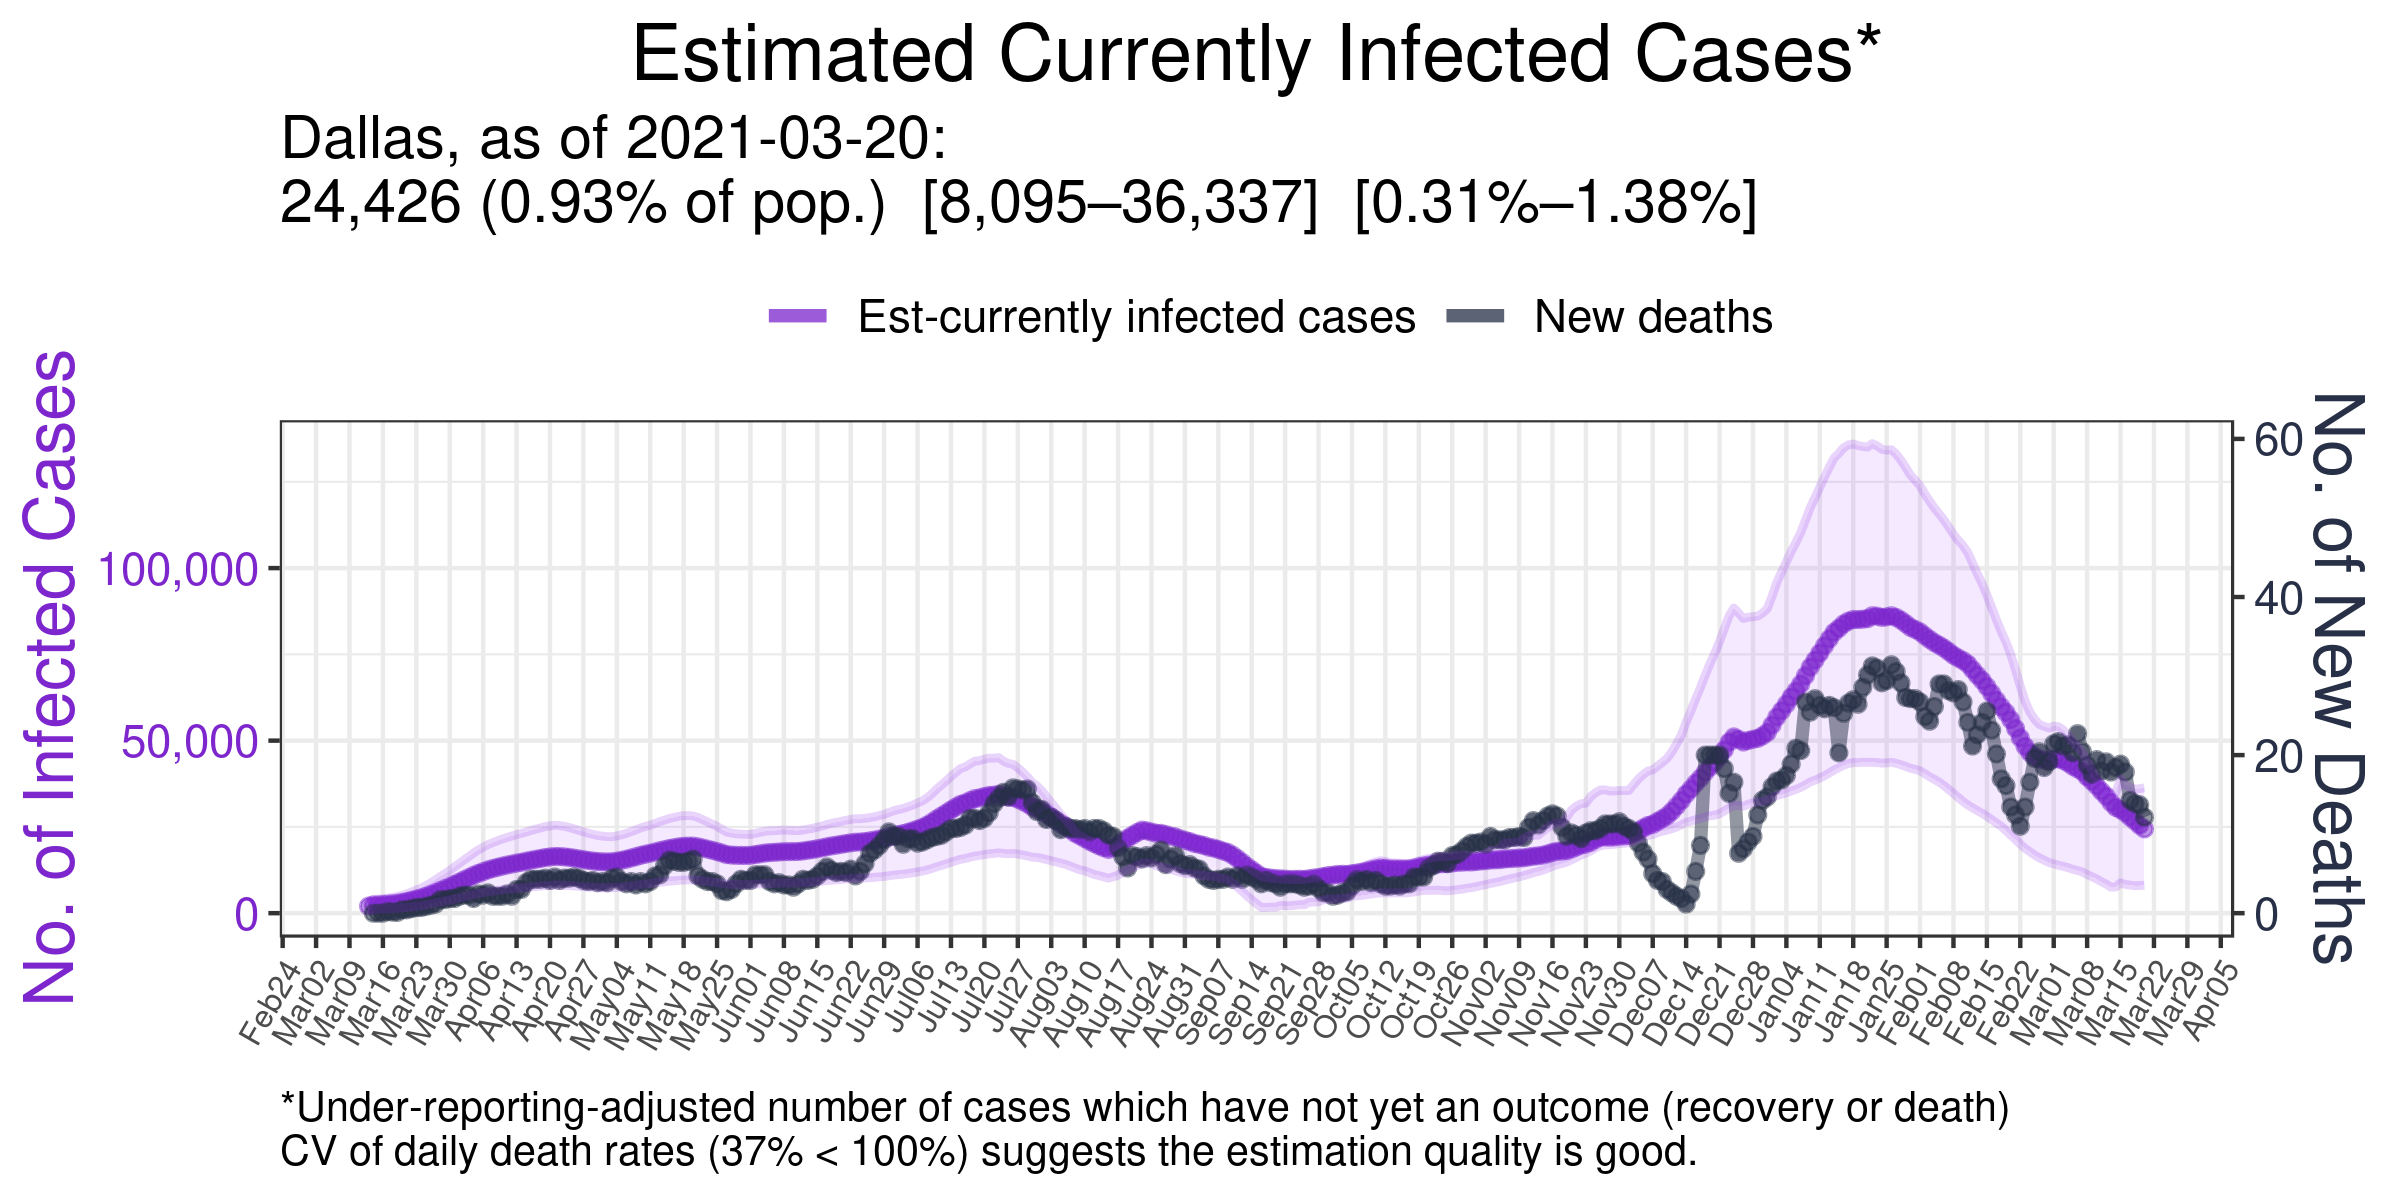 Estimated Currently Infected Cases*
Dallas, as of 2021-03-20:
24,426 (0.93% of pop.)  [8,095–36,337]  [0.31%–1.38%]
Est-currently infected cases
New deaths
No. of Infected Cases
100,000
50,000
0
60
40
20
0
No. of New Deaths
Feb24
Mar02
Mar09
Mar16
Mar23
Mar30
Apr06
Apr13
Apr20
Apr27
May04
May11
May18
May25
Jun01
Jun08
Jun15
Jun22
Jun29
Jul06
Jul13
Jul20
Jul27
Aug03
Aug10
Aug17
Aug24
Aug31
Sep07
Sep14
Sep21
Sep28
Oct05
Oct12
Oct19
Oct26
Nov02
Nov09
Nov16
Nov23
Nov30
Dec07
Dec14
Dec21
Dec28
Jan04
Jan11
Jan18
Jan25
Feb01
Feb08
Feb15
Feb22
Mar01
Mar08
Mar15
Mar22
Mar29
Apr05
*Under-reporting-adjusted number of cases which have not yet an outcome (recovery or death)
CV of daily death rates (37% < 100%) suggests the estimation quality is good.